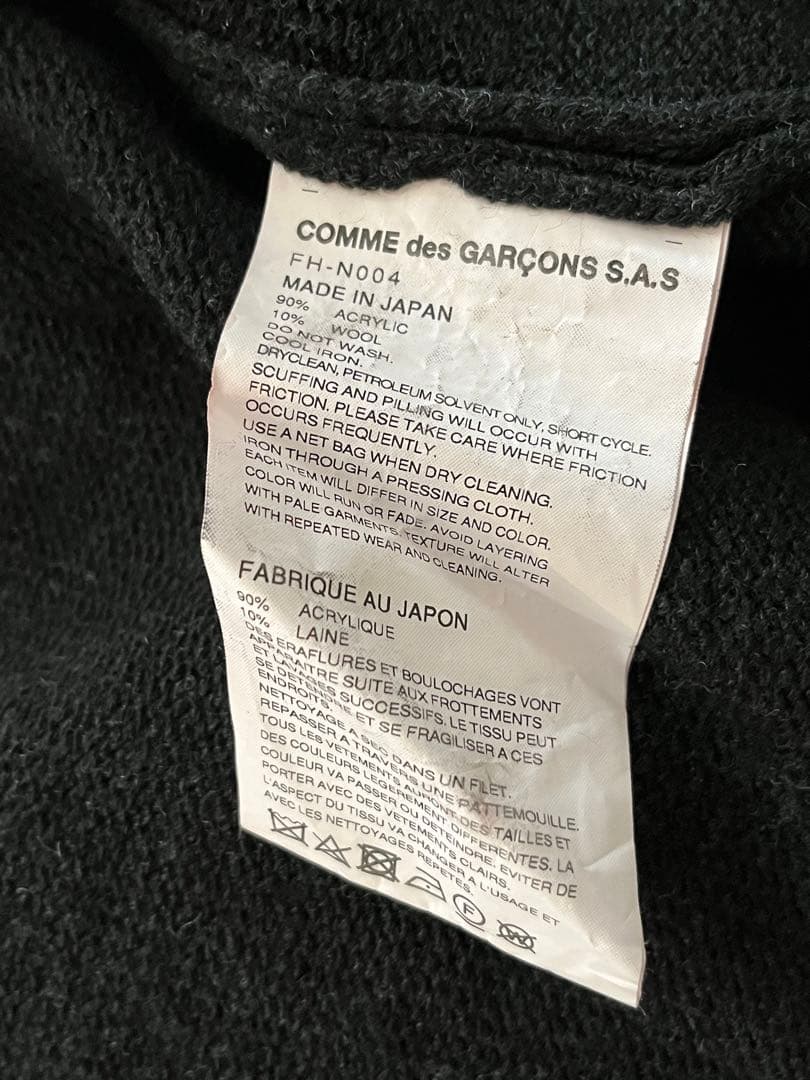 COMME des GARÇONS S.A.S
FH-N004
MADE IN JAPAN
90% ACRYLIC
10% WOOL
DO NOT WASH.
COOL IRON.
DRYCLEAN, PETROLEUM SOLVENT ONLY, SHORT CYCLE.
SCUFFING AND PILLING WILL OCCUR WITH
FRICTION. PLEASE TAKE CARE WHERE FRICTION
OCCURS FREQUENTLY.
USE A NET BAG WHEN DRY CLEANING.
IRON THROUGH A PRESSING CLOTH.
EACH ITEM WILL DIFFER IN SIZE AND COLOR.
COLOR WILL RUN OR FADE. AVOID LAYERING
WITH PALE GARMENTS. TEXTURE WILL ALTER
WITH REPEATED WEAR AND CLEANING.
FABRIQUE AU JAPON
90% ACRYLIQUE
10% LAINE
DES ERAFLURES ET BOULOCHAGES VONT
APPARAITRE SUITE AUX FROTTEMENTS
ET LAVAGES SUCCESSIFS. LE TISSU PEUT
SE DETENDRE ET SE FRAGILISER A CES
ENDROITS.
NETTOYAGE A SEC DANS UN FILET.
REPASSER A TRAVERS UNE PATTEMOUILLE.
TOUS LES VETEMENTS AURONT DES TAILLES ET
DES COULEURS LEGEREMENT DIFFERENTES. LA
COULEUR VA PASSER OU DETEINDRE. EVITER DE
PORTER AVEC DES VETEMENTS CLAIRS.
L'ASPECT DU TISSU VA CHANGER A L'USAGE ET
AVEC LES NETTOYAGES REPETES.
F W